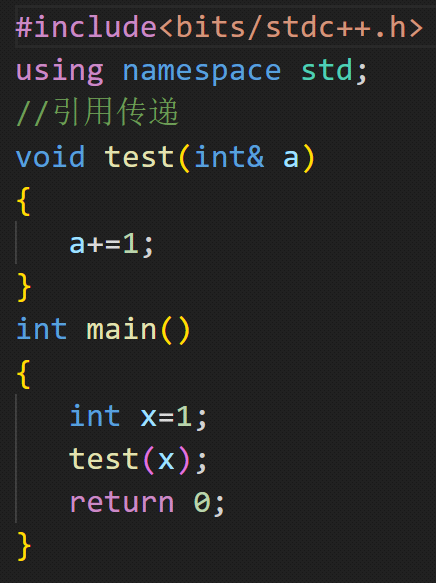 #include<bits/stdc++.h>
using namespace std;
//引用传递
void test(int& a)
{
   a+=1;
}
int main()
{
   int x=1;
   test(x);
   return 0;
}